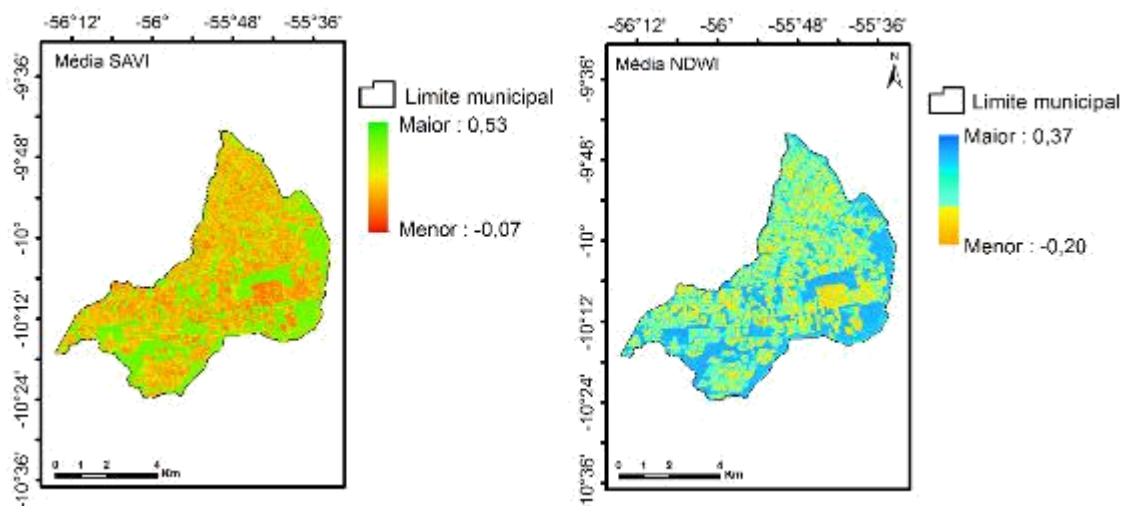 -56°12' -56° -55°48' -55°36'
Média SAVI
-9°36'
-9°48'
-10°
-10°12'
-10°24'
-10°36'
Limite municipal
Maior : 0,53
Menor : -0,07
0 1 2 4
Km
-56°12' -56° -55°48' -55°36'
Média NDWI
N
-9°36'
-9°48'
-10°
-10°12'
-10°24'
-10°36'
Limite municipal
Maior : 0,37
Menor : -0,20
0 1 2 4
Km